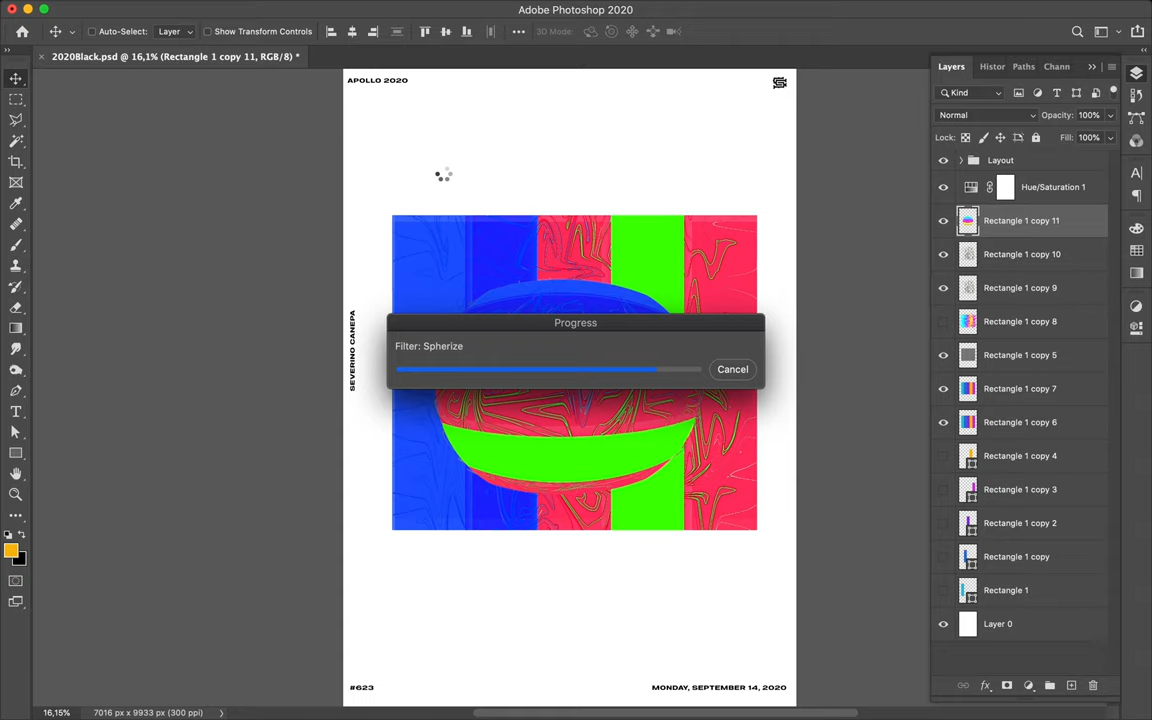 Adobe Photoshop 2020
Auto-Select:
Layer
Show Transform Controls
3D Mode:
2020Black.psd @ 16,1% (Rectangle 1 copy 11, RGB/8) *
APOLLO 2020
SEVERINO CANEPA
Progress
Filter: Spherize
Cancel
#623
MONDAY, SEPTEMBER 14, 2020
Layers
Histor
Paths
Chann
Kind
Normal
Opacity: 100%
Lock:
Fill: 100%
Layout
Hue/Saturation 1
Rectangle 1 copy 11
Rectangle 1 copy 10
Rectangle 1 copy 9
Rectangle 1 copy 8
Rectangle 1 copy 5
Rectangle 1 copy 7
Rectangle 1 copy 6
Rectangle 1 copy 4
Rectangle 1 copy 3
Rectangle 1 copy 2
Rectangle 1 copy
Rectangle 1
Layer 0
16,15%
7016 px x 9933 px (300 ppi)